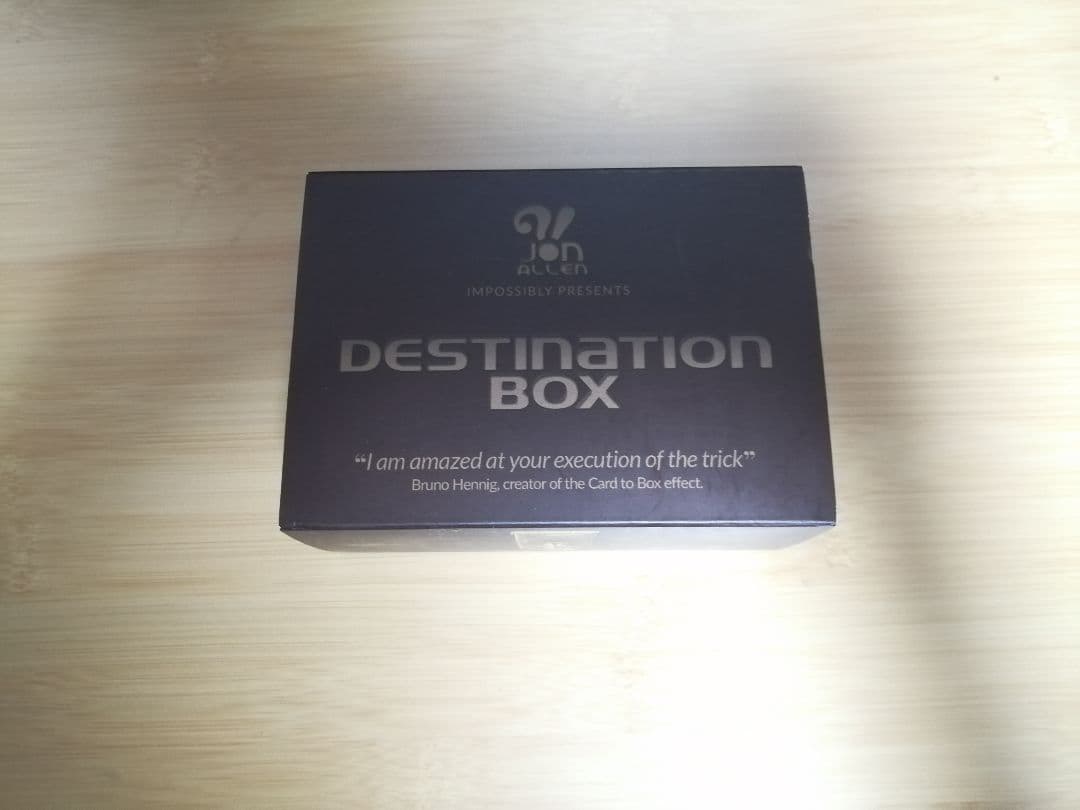 JON
ALLEN
IMPOSSIBLY PRESENTS
DESTINATION
BOX
“I am amazed at your execution of the trick”
Bruno Hennig, creator of the Card to Box effect.